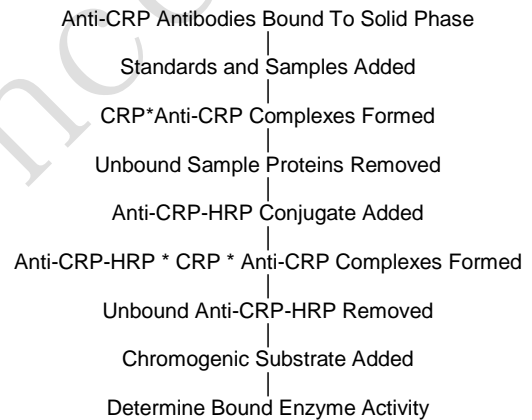 Anti-CRP Antibodies Bound To Solid Phase
Standards and Samples Added
CRP*Anti-CRP Complexes Formed
Unbound Sample Proteins Removed
Anti-CRP-HRP Conjugate Added
Anti-CRP-HRP * CRP * Anti-CRP Complexes Formed
Unbound Anti-CRP-HRP Removed
Chromogenic Substrate Added
Determine Bound Enzyme Activity